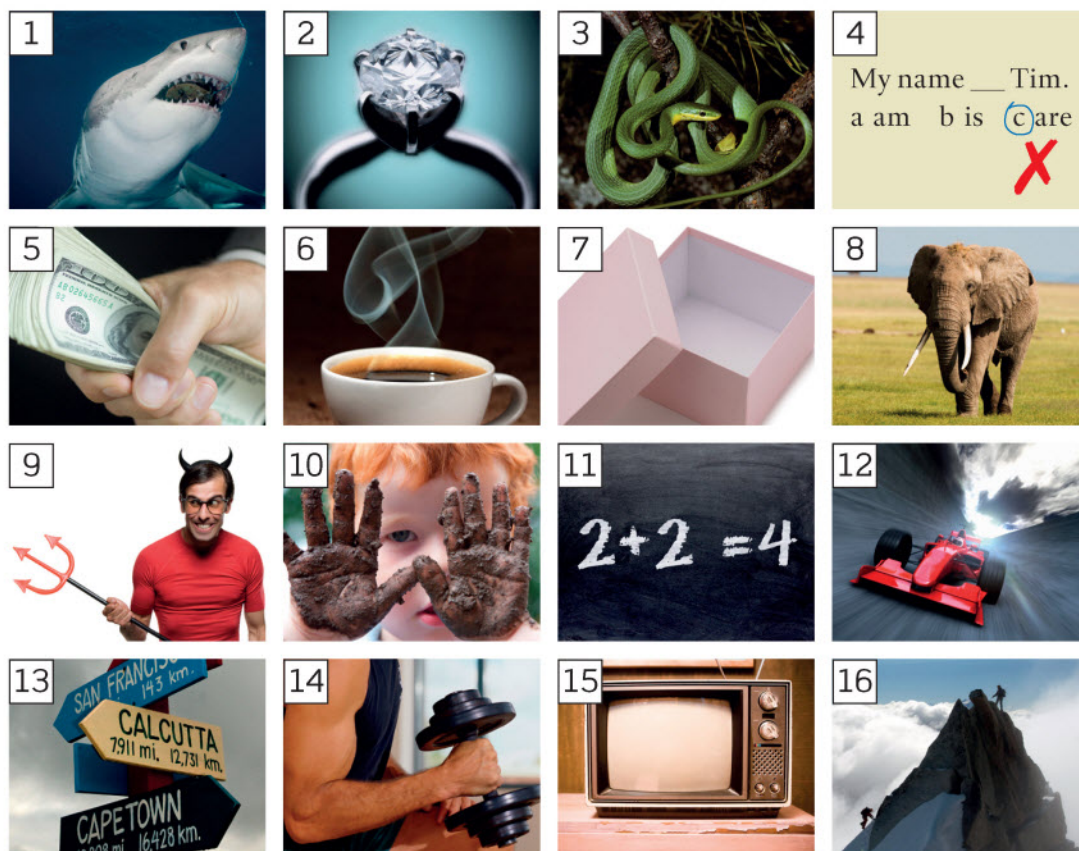 1
2
3
4
My name __ Tim.
a am b is c are
5
AB02645665A
B2
6
7
8
9
10
11
2+2=4
12
13
SAN FRANCISCO
143 km.
CALCUTTA
7,911 mi. 12,731 km.
CAPETOWN
16,428 km.
14
15
16